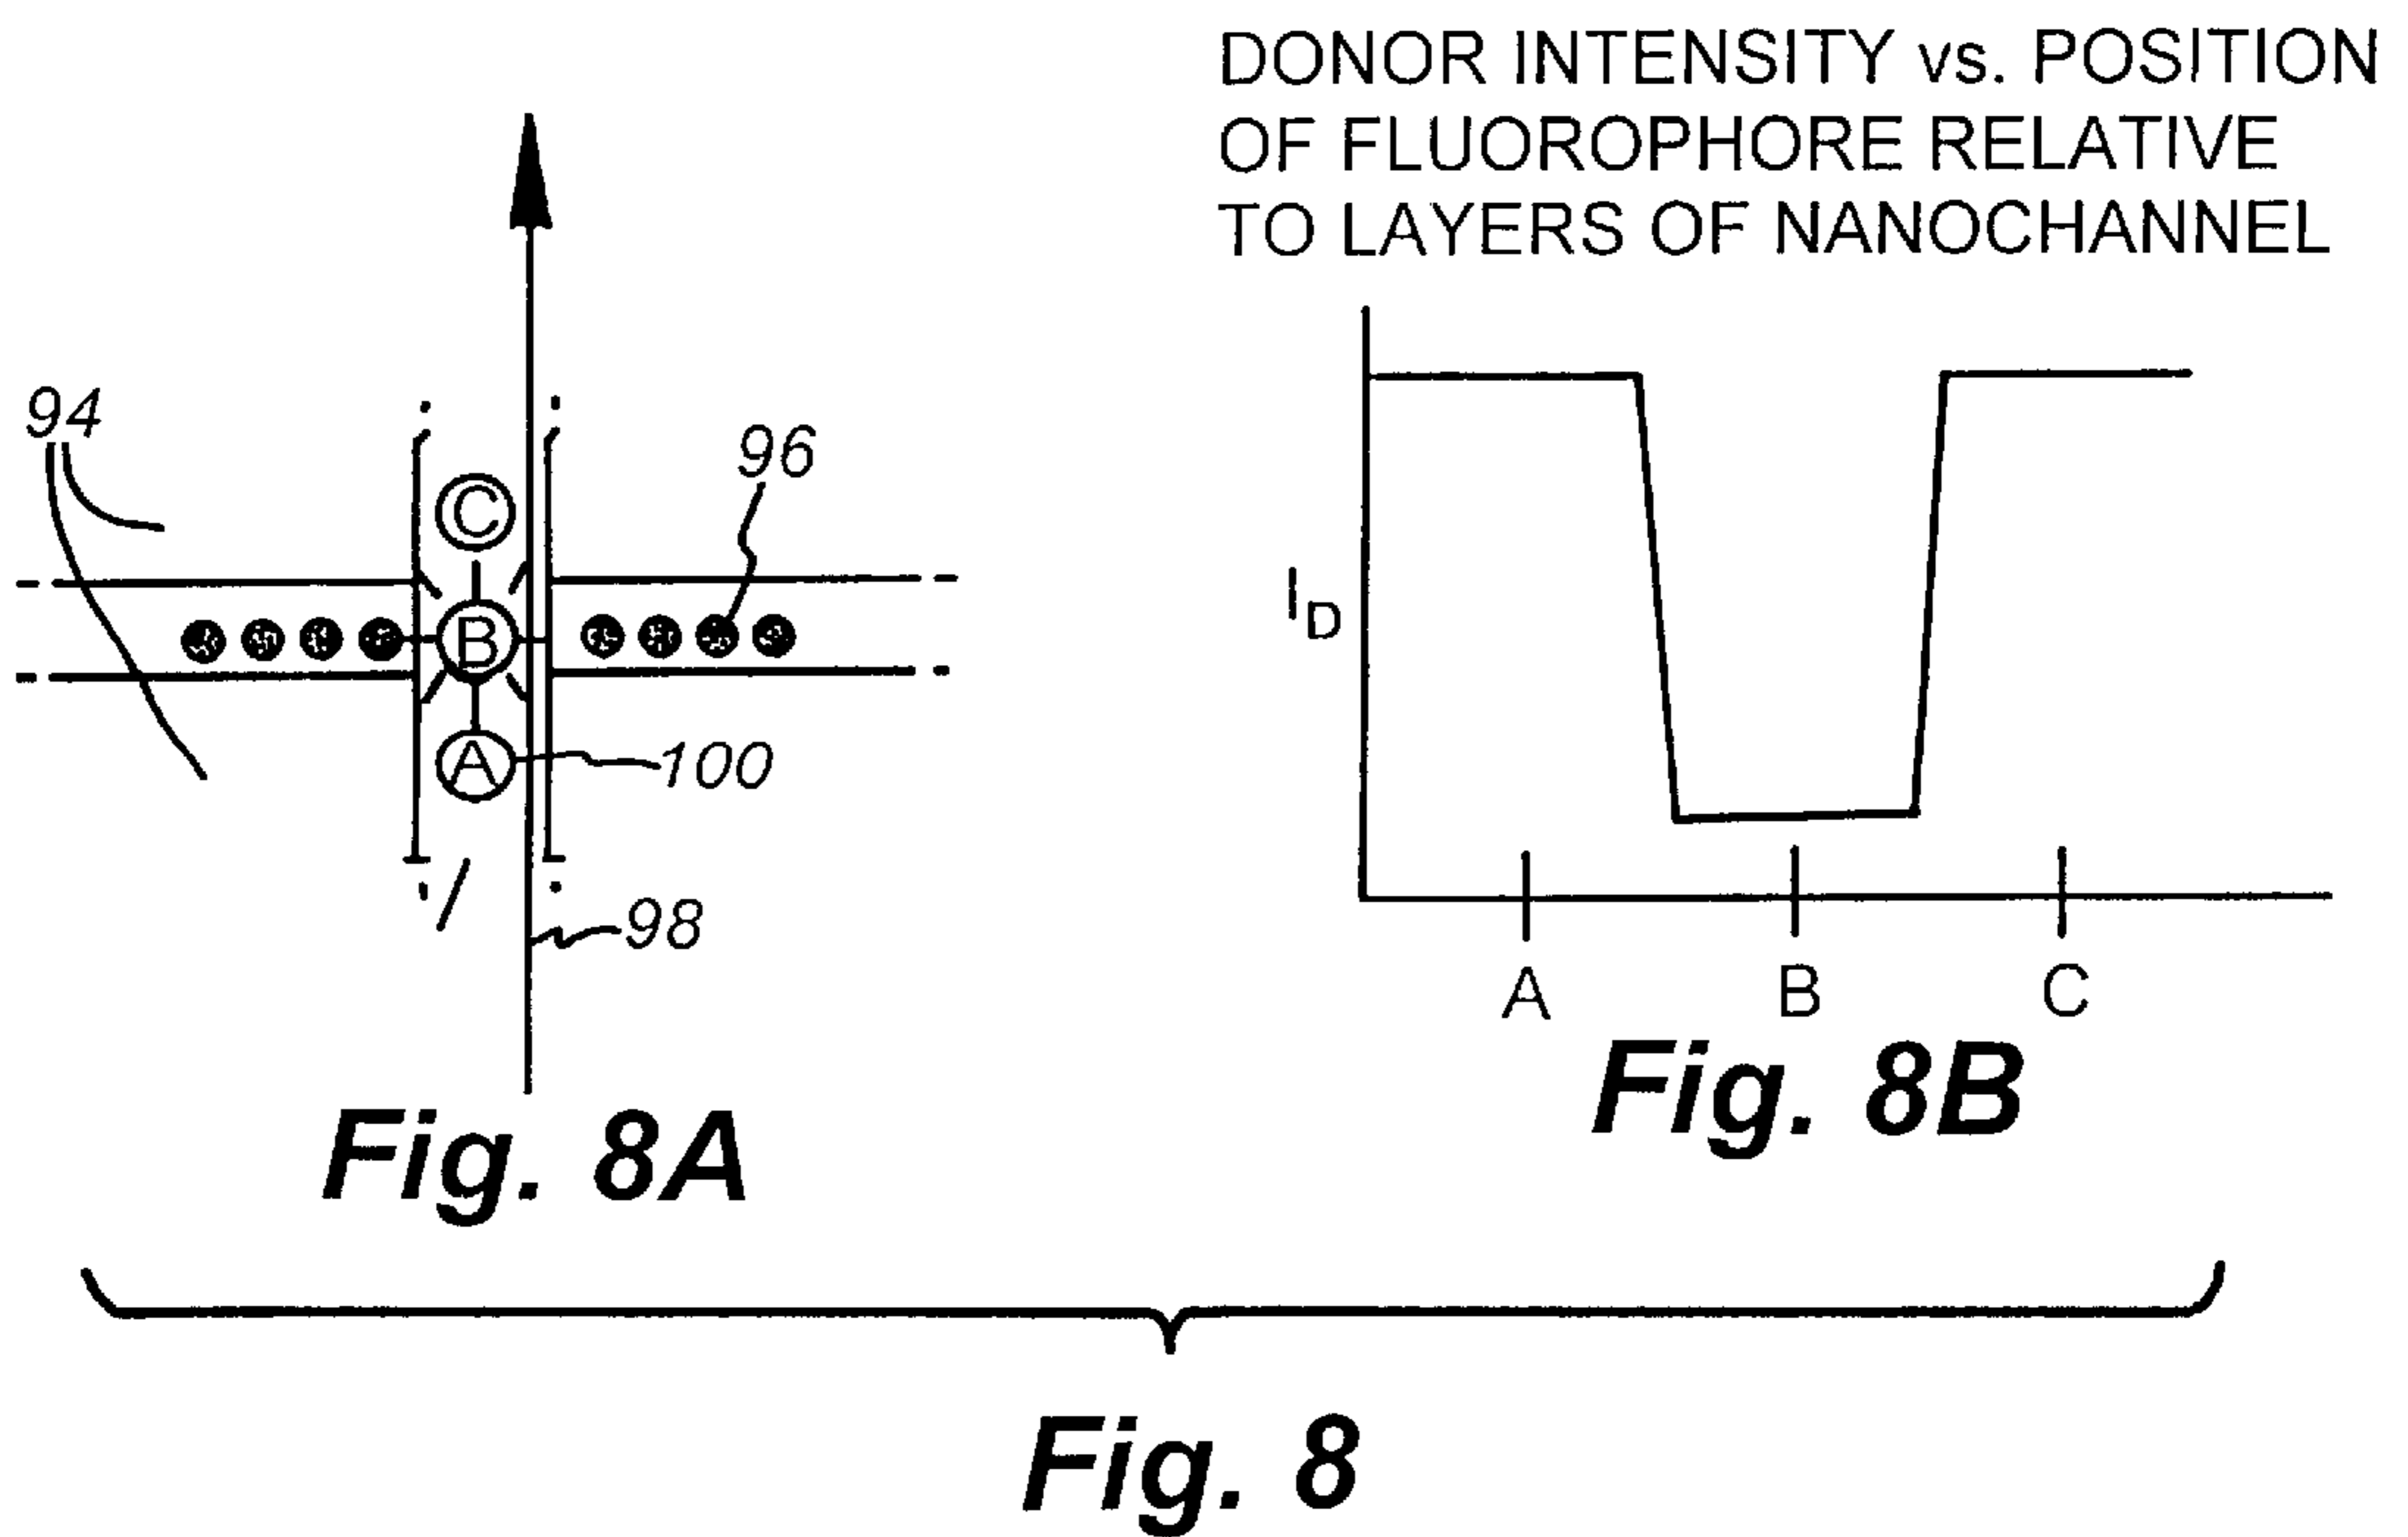 DONOR INTENSITY vs. POSITION
OF FLUOROPHORE RELATIVE
TO LAYERS OF NANOCHANNEL
94
96
C
B
A
100
98
I_D
A
B
C
Fig. 8A
Fig. 8B
Fig. 8